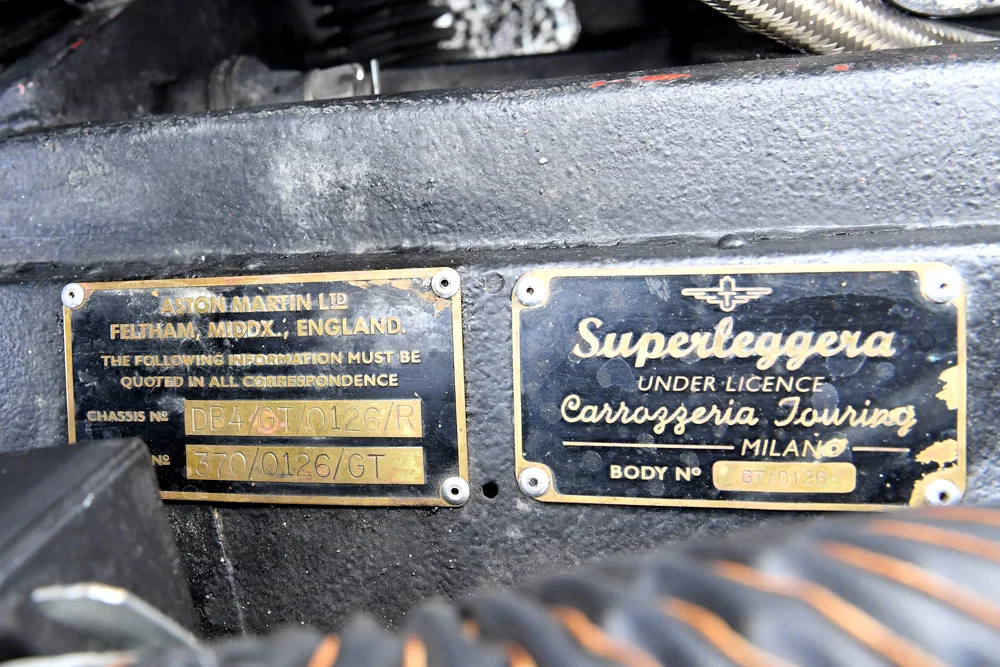 ASTON MARTIN LTD
FELTHAM, MIDDX., ENGLAND.
THE FOLLOWING INFORMATION MUST BE
QUOTED IN ALL CORRESPONDENCE
CHASSIS No DB4/GT/0126/R
No 370/0126/GT
Superleggera
UNDER LICENCE
Carrozzeria Touring
MILANO
BODY No GT/0126